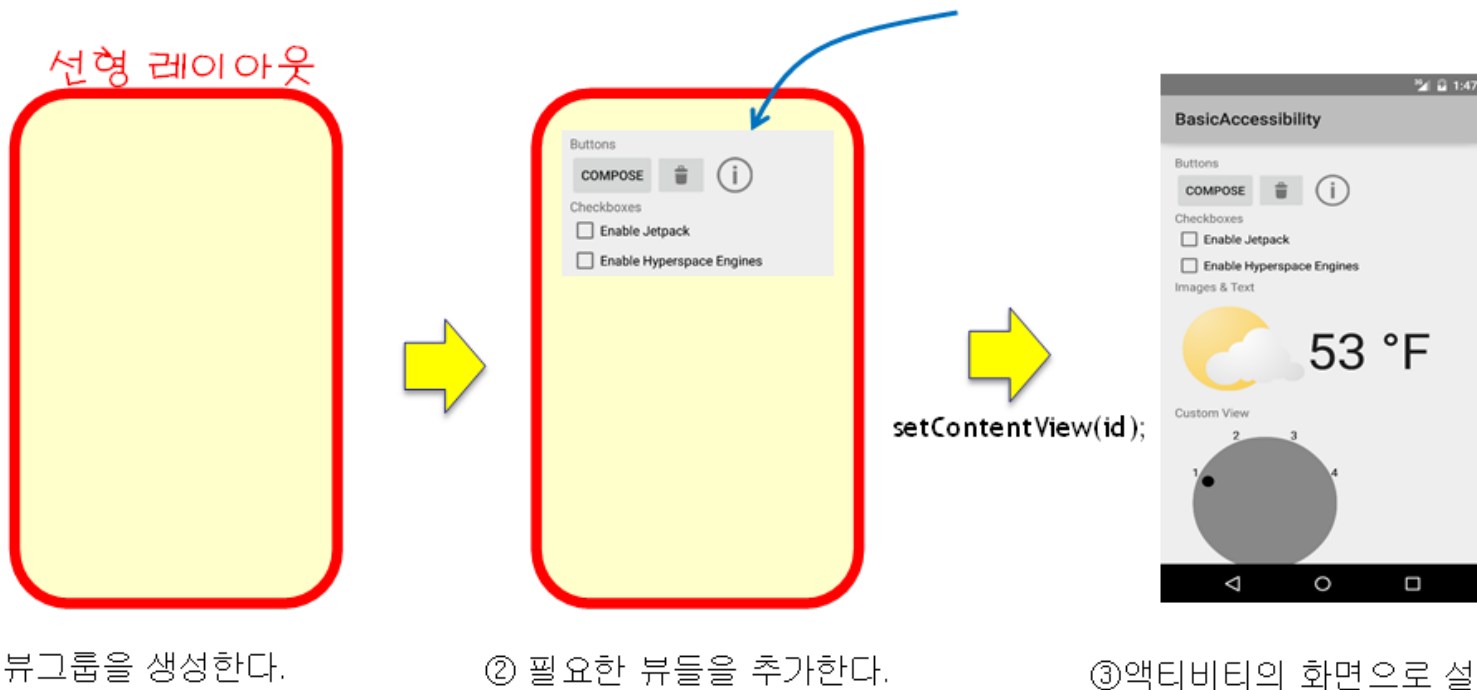 선형 레이아웃
Buttons
COMPOSE
Checkboxes
Enable Jetpack
Enable Hyperspace Engines
setContentView(id);
1:47
BasicAccessibility
Buttons
COMPOSE
Checkboxes
Enable Jetpack
Enable Hyperspace Engines
Images & Text
53 °F
Custom View
1 2 3 4
뷰그룹을 생성한다.
② 필요한 뷰들을 추가한다.
③액티비티의 화면으로 설